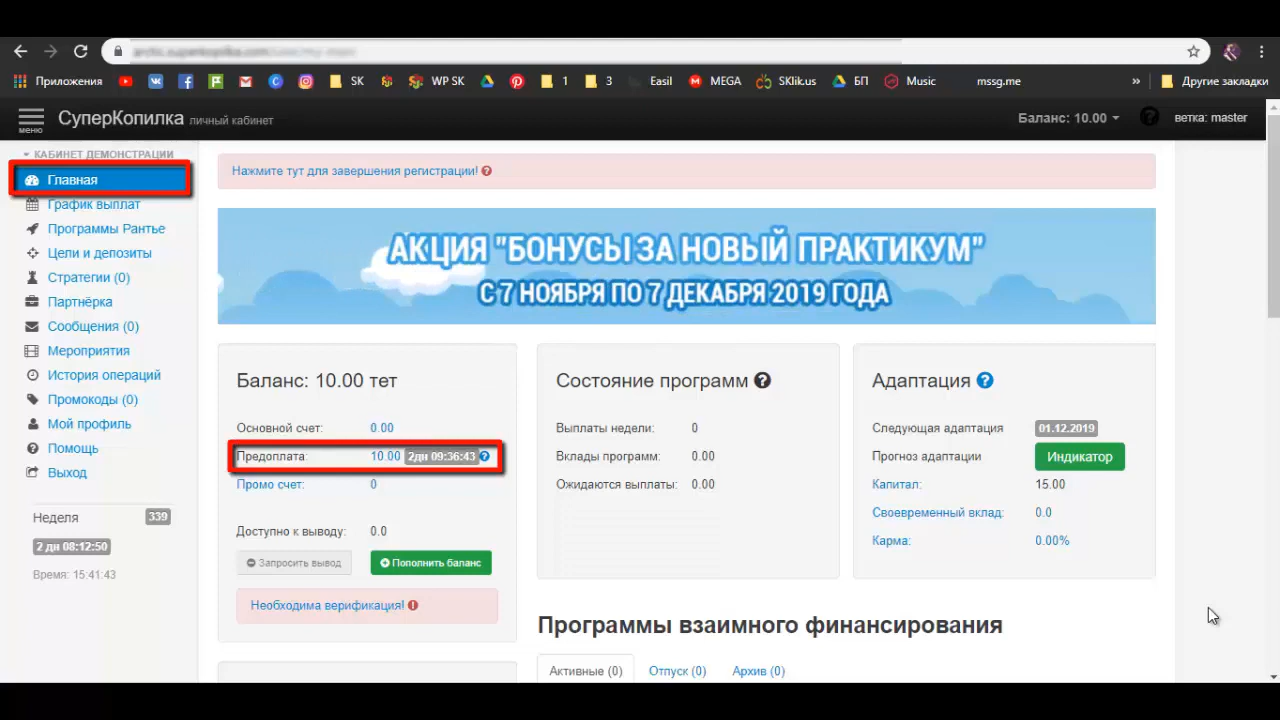 Приложения
SK
WP SK
1
3
Easil
MEGA
SKlik.us
БП
Music
mssg.me
»
Другие закладки
меню
СуперКопилка личный кабинет
Баланс: 10.00
ветка: master
КАБИНЕТ ДЕМОНСТРАЦИИ
Главная
График выплат
Программы Рантье
Цели и депозиты
Стратегии (0)
Партнёрка
Сообщения (0)
Мероприятия
История операций
Промокоды (0)
Мой профиль
Помощь
Выход
Неделя 339
2 дн 08:12:50
Время: 15:41:43
Нажмите тут для завершения регистрации!
АКЦИЯ "БОНУСЫ ЗА НОВЫЙ ПРАКТИКУМ"
С 7 НОЯБРЯ ПО 7 ДЕКАБРЯ 2019 ГОДА
Баланс: 10.00 тет
Основной счет: 0.00
Предоплата: 10.00 2дн 09:36:43
Промо счет: 0
Доступно к выводу: 0.0
Запросить вывод
Пополнить баланс
Необходима верификация!
Состояние программ
Выплаты недели: 0
Вклады программ: 0.00
Ожидаются выплаты: 0.00
Адаптация
Следующая адаптация 01.12.2019
Прогноз адаптации Индикатор
Капитал: 15.00
Своевременный вклад: 0.0
Карма: 0.00%
Программы взаимного финансирования
Активные (0)
Отпуск (0)
Архив (0)